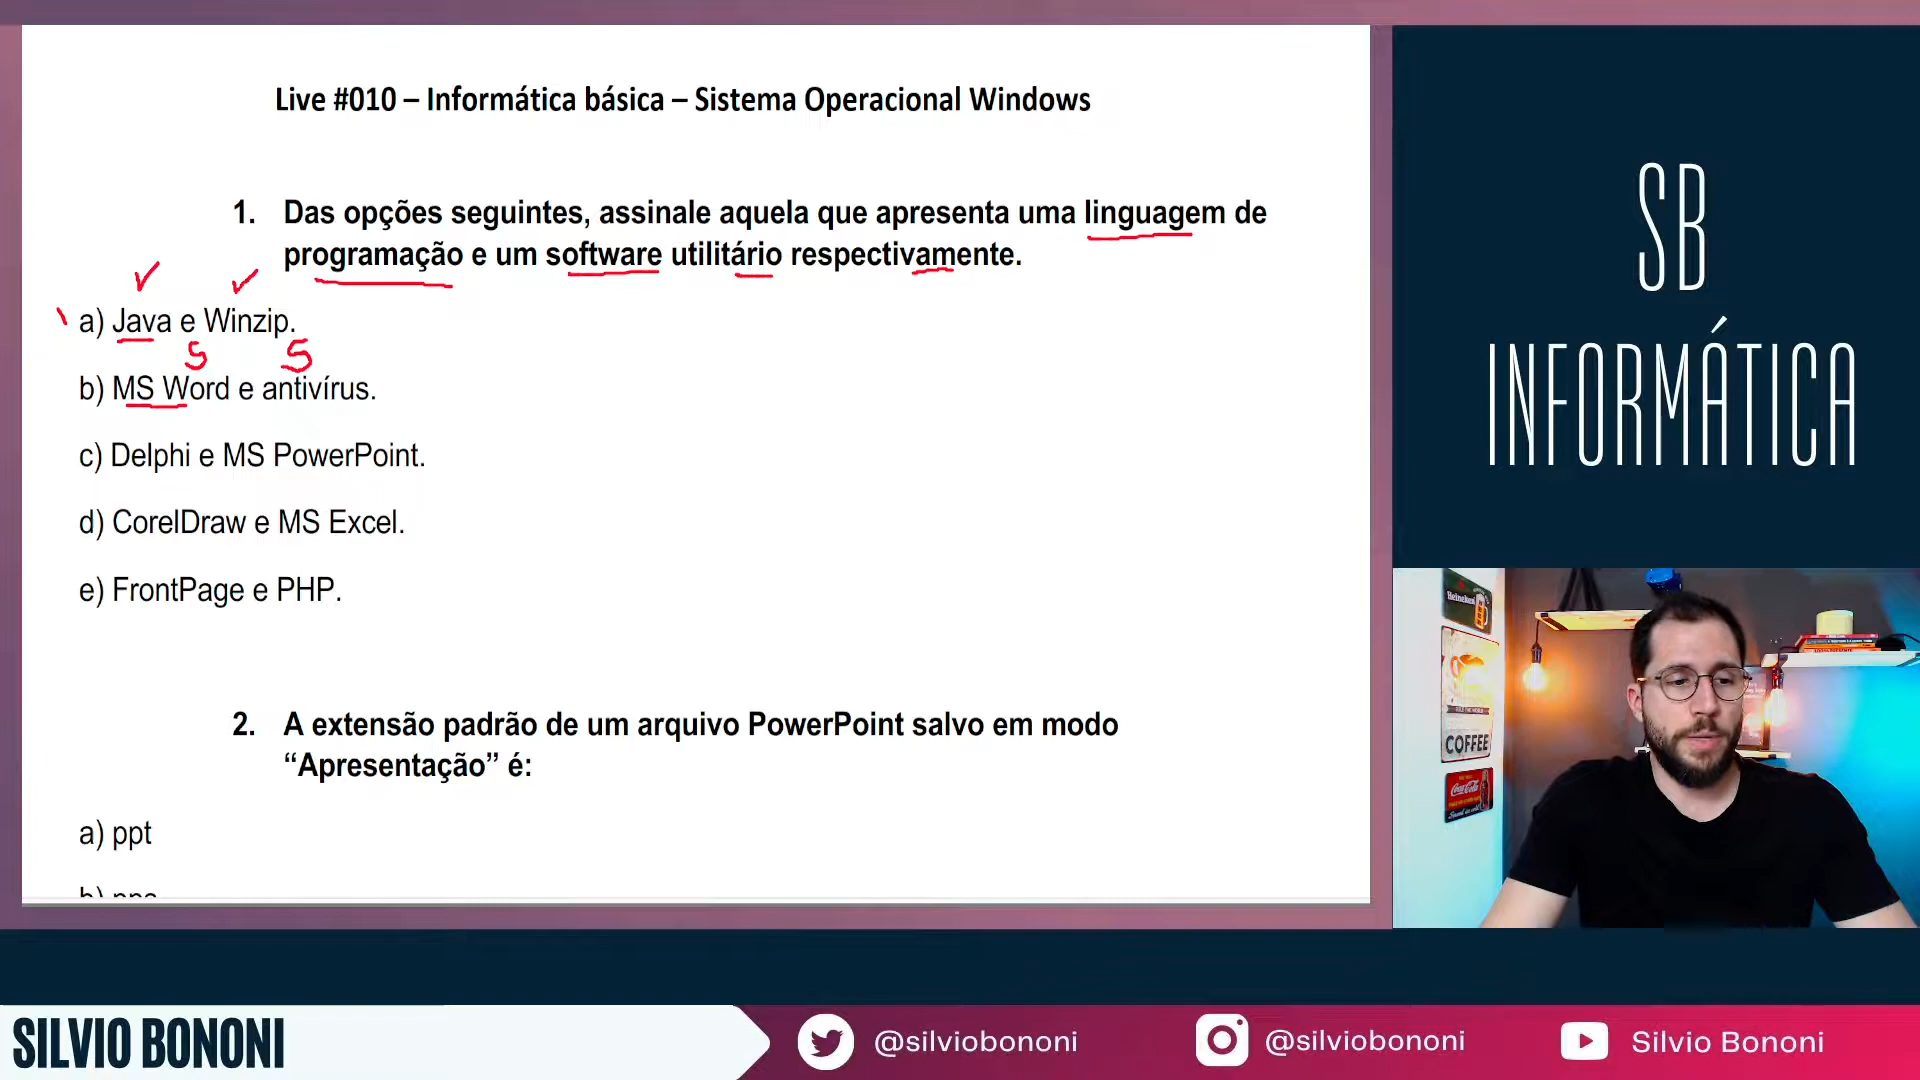 Live #010 – Informática básica – Sistema Operacional Windows
1. Das opções seguintes, assinale aquela que apresenta uma linguagem de
programação e um software utilitário respectivamente.
a) Java e Winzip.
S S
b) MS Word e antivírus.
c) Delphi e MS PowerPoint.
d) CorelDraw e MS Excel.
e) FrontPage e PHP.
2. A extensão padrão de um arquivo PowerPoint salvo em modo
“Apresentação” é:
a) ppt
SB
INFORMÁTICA
Heineken
COFFEE
Coca-Cola
SILVIO BONONI
@silviobononi
@silviobononi
Silvio Bononi